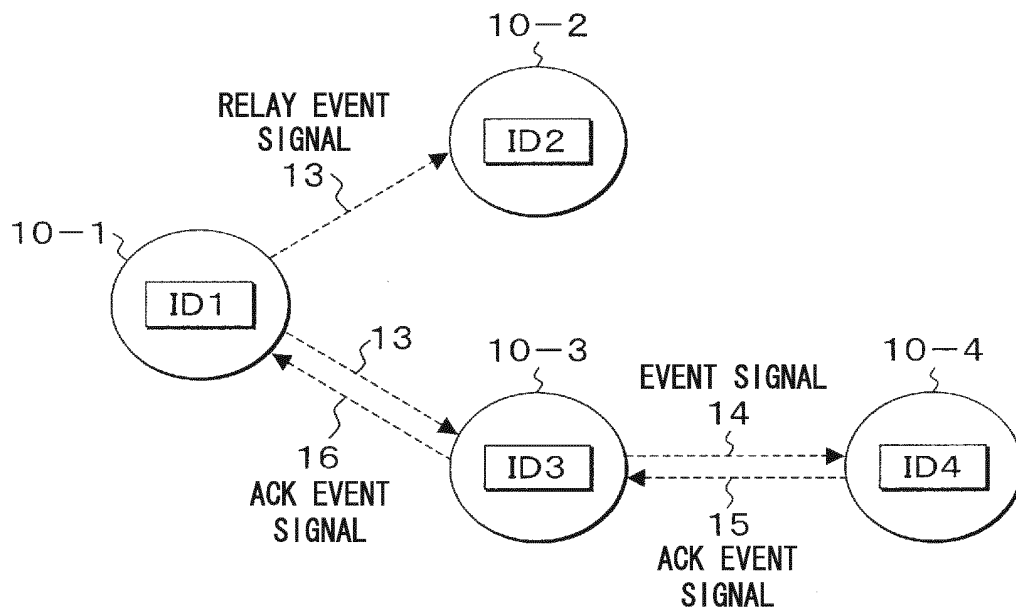 10-2
RELAY EVENT
SIGNAL
13
ID2
10-1
ID1
13
10-3
EVENT SIGNAL
14
10-4
ID3
ID4
16
ACK EVENT
SIGNAL
15
ACK EVENT
SIGNAL